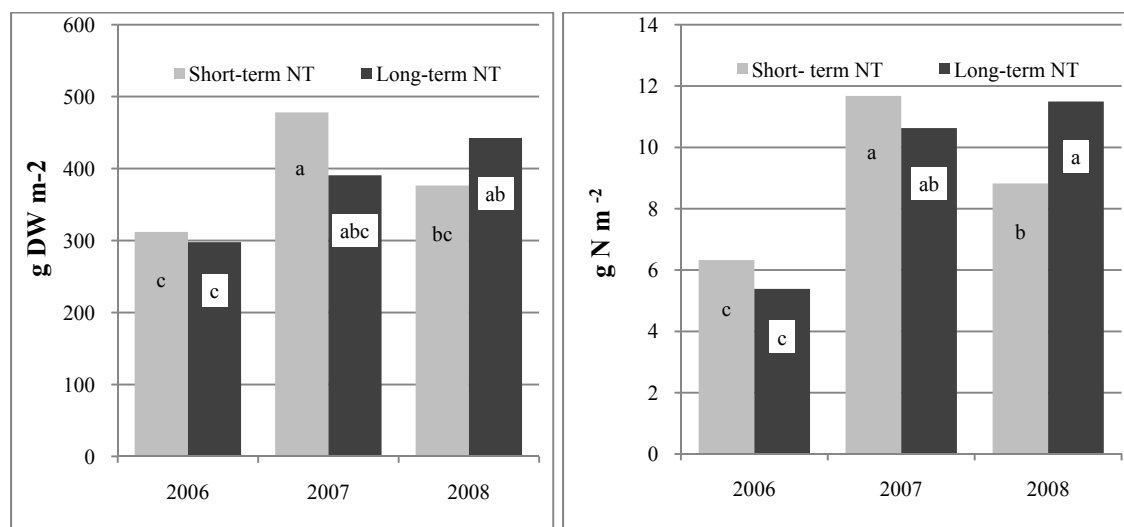 600
500
400
300
200
100
0
g DW m-2
Short-term NT Long-term NT
a
ab
abc
bc
c
c
2006 2007 2008
14
12
10
8
6
4
2
0
g N m -2
Short- term NT Long-term NT
a
ab
a
b
c
c
2006 2007 2008